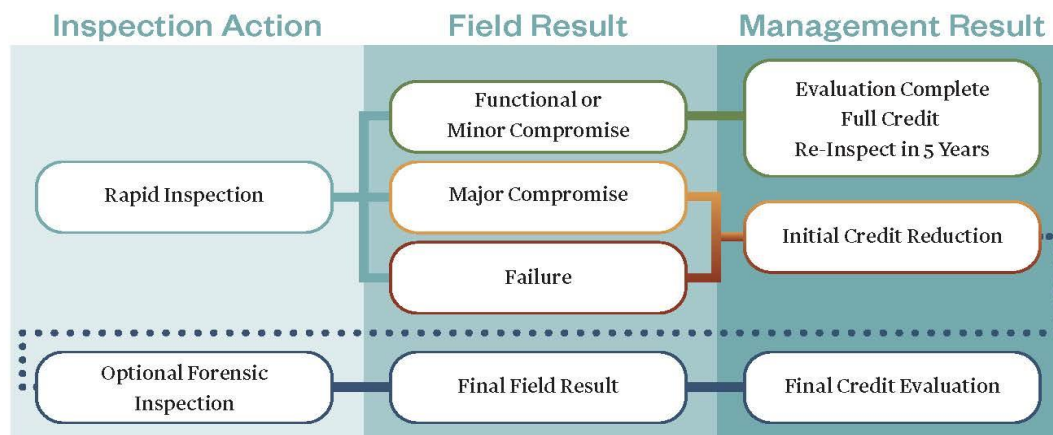 Inspection Action
Field Result
Management Result
Rapid Inspection
Functional or
Minor Compromise
Major Compromise
Failure
Evaluation Complete
Full Credit
Re-Inspect in 5 Years
Initial Credit Reduction
Optional Forensic
Inspection
Final Field Result
Final Credit Evaluation